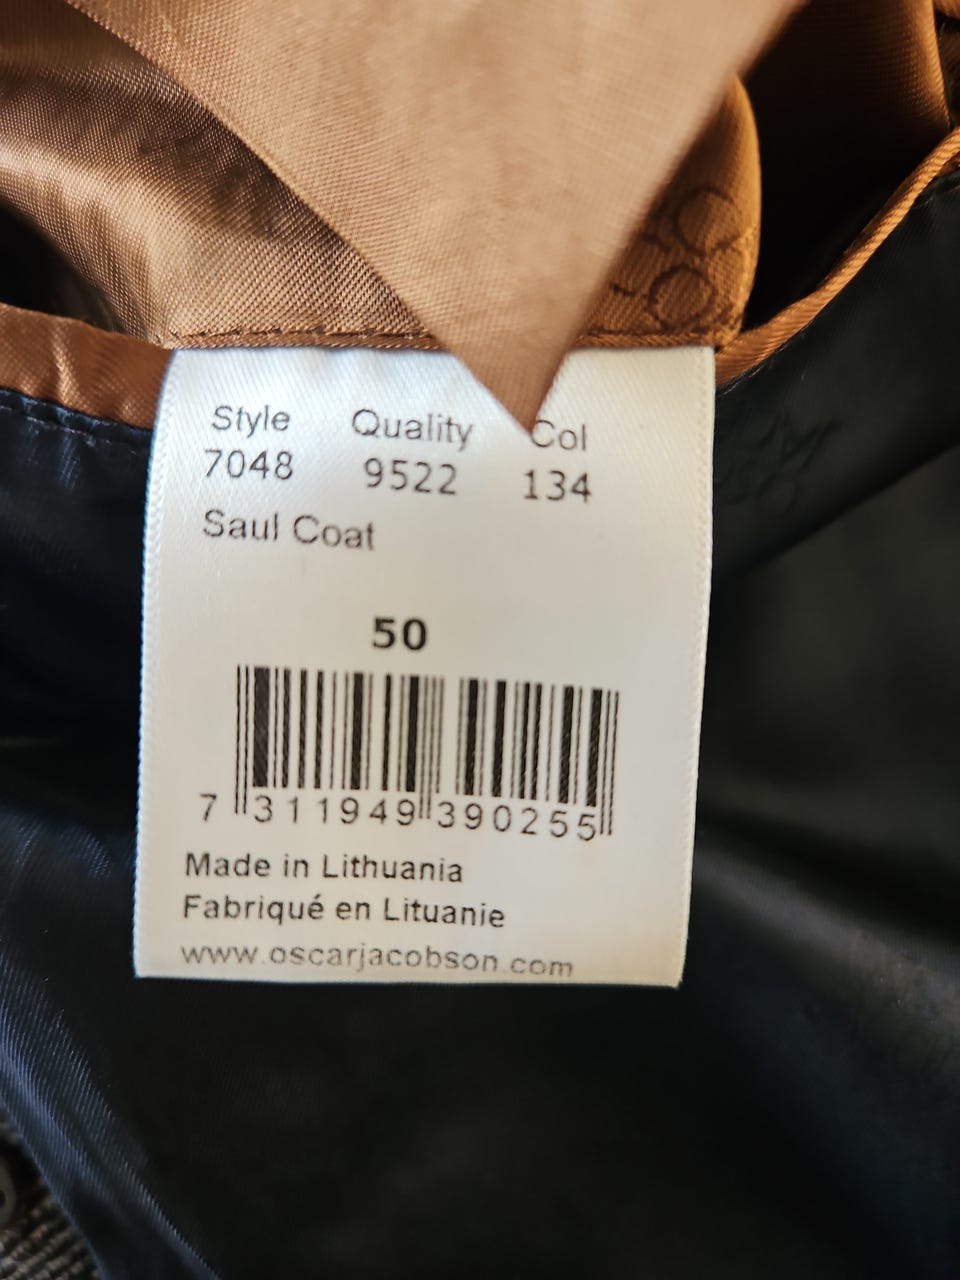 Style Quality Col
7048 9522 134
Saul Coat
50
7 311949 390255
Made in Lithuania
Fabriqué en Lituanie
www.oscarjacobson.com